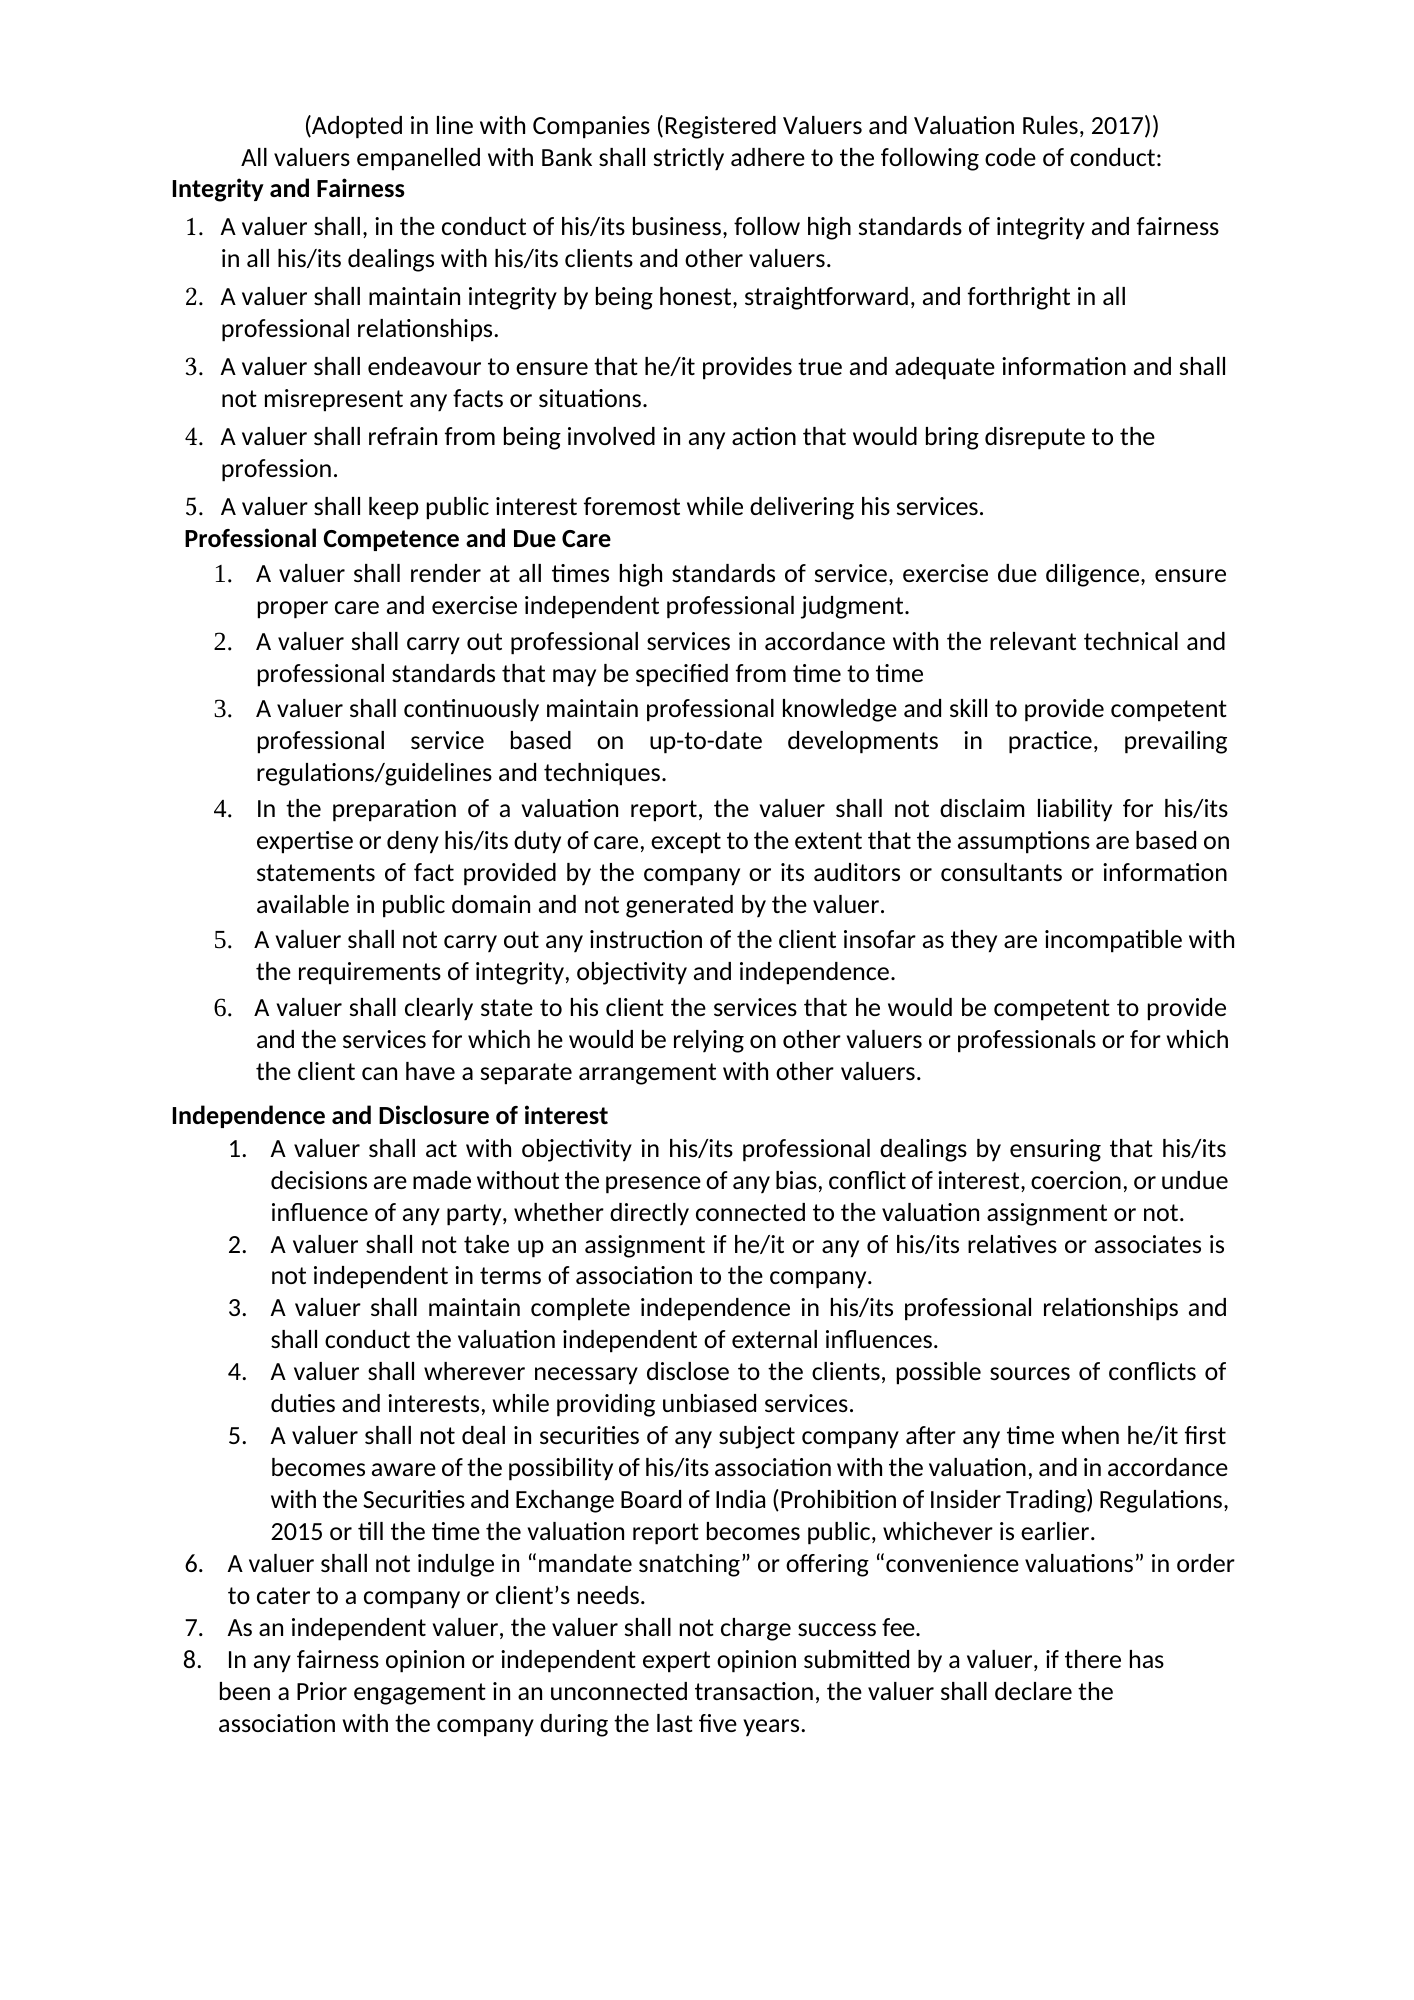 (Adopted in line with Companies (Registered Valuers and Valuation Rules, 2017))
All valuers empanelled with Bank shall strictly adhere to the following code of conduct:
Integrity and Fairness
1. A valuer shall, in the conduct of his/its business, follow high standards of integrity and fairness
in all his/its dealings with his/its clients and other valuers.
2. A valuer shall maintain integrity by being honest, straightforward, and forthright in all
professional relationships.
3. A valuer shall endeavour to ensure that he/it provides true and adequate information and shall
not misrepresent any facts or situations.
4. A valuer shall refrain from being involved in any action that would bring disrepute to the
profession.
5. A valuer shall keep public interest foremost while delivering his services.
Professional Competence and Due Care
1. A valuer shall render at all times high standards of service, exercise due diligence, ensure
proper care and exercise independent professional judgment.
2. A valuer shall carry out professional services in accordance with the relevant technical and
professional standards that may be specified from time to time
3. A valuer shall continuously maintain professional knowledge and skill to provide competent
professional service based on up-to-date developments in practice, prevailing
regulations/guidelines and techniques.
4. In the preparation of a valuation report, the valuer shall not disclaim liability for his/its
expertise or deny his/its duty of care, except to the extent that the assumptions are based on
statements of fact provided by the company or its auditors or consultants or information
available in public domain and not generated by the valuer.
5. A valuer shall not carry out any instruction of the client insofar as they are incompatible with
the requirements of integrity, objectivity and independence.
6. A valuer shall clearly state to his client the services that he would be competent to provide
and the services for which he would be relying on other valuers or professionals or for which
the client can have a separate arrangement with other valuers.
Independence and Disclosure of interest
1. A valuer shall act with objectivity in his/its professional dealings by ensuring that his/its
decisions are made without the presence of any bias, conflict of interest, coercion, or undue
influence of any party, whether directly connected to the valuation assignment or not.
2. A valuer shall not take up an assignment if he/it or any of his/its relatives or associates is
not independent in terms of association to the company.
3. A valuer shall maintain complete independence in his/its professional relationships and
shall conduct the valuation independent of external influences.
4. A valuer shall wherever necessary disclose to the clients, possible sources of conflicts of
duties and interests, while providing unbiased services.
5. A valuer shall not deal in securities of any subject company after any time when he/it first
becomes aware of the possibility of his/its association with the valuation, and in accordance
with the Securities and Exchange Board of India (Prohibition of Insider Trading) Regulations,
2015 or till the time the valuation report becomes public, whichever is earlier.
6. A valuer shall not indulge in “mandate snatching” or offering “convenience valuations” in order
to cater to a company or client’s needs.
7. As an independent valuer, the valuer shall not charge success fee.
8. In any fairness opinion or independent expert opinion submitted by a valuer, if there has
been a Prior engagement in an unconnected transaction, the valuer shall declare the
association with the company during the last five years.